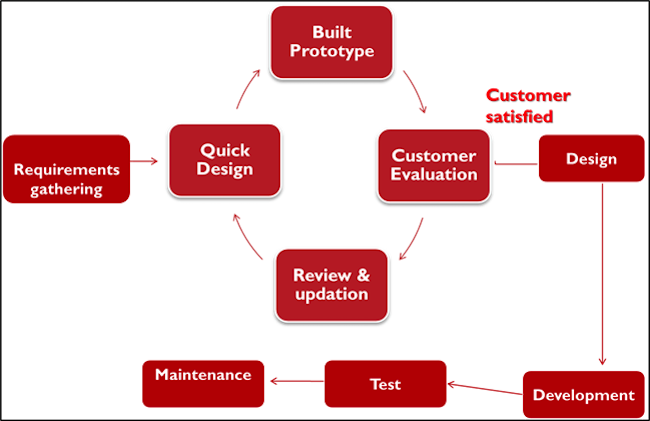 Built
Prototype
Customer
satisfied
Requirements
gathering
Quick
Design
Customer
Evaluation
Design
Review &
updation
Maintenance
Test
Development